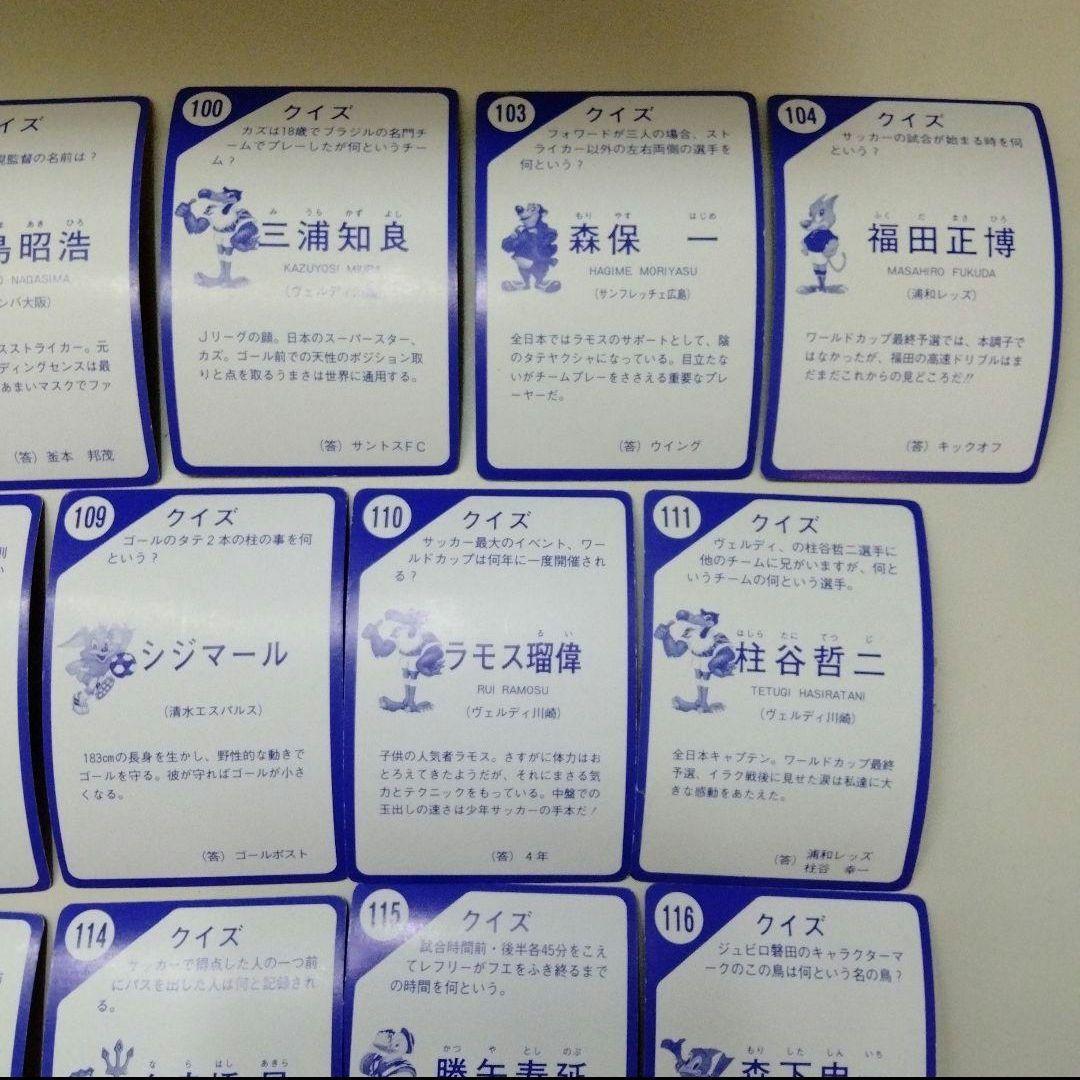 イズ
監督の名前は？
あき ひろ
島昭浩
NAGASIMA
ンバ大阪）
スストライカー。元
ディングセンスは最
あまいマスクでファ
（答）釜本 邦茂
100
クイズ
カズは18歳でブラジルの名門チ
ームでプレーしたが何というチー
ム？
み うら かず よし
三浦知良
KAZUYOSI MIURA
（ヴェルディ川崎）
Jリーグの顔。日本のスーパースター、
カズ。ゴール前での天性のポジション取
りと点を取るうまさは世界に通用する。
（答）サントスFC
103
クイズ
フォワードが三人の場合、スト
ライカー以外の左右両側の選手を
何という？
もり やす はじめ
森保 一
HAGIME MORIYASU
（サンフレッチェ広島）
全日本ではラモスのサポートとして、陰
のタテヤクシャになっている。目立たな
いがチームプレーをささえる重要なプレ
ーヤーだ。
（答）ウイング
104
クイズ
サッカーの試合が始まる時を何
という？
ふく だ まさ ひろ
福田正博
MASAHIRO FUKUDA
（浦和レッズ）
ワールドカップ最終予選では、本調子で
はなかったが、福田の高速ドリブルはま
だまだこれからの見どころだ!!
（答）キックオフ
109
クイズ
ゴールのタテ2本の柱の事を何
という？
シジマール
（清水エスパルス）
183cmの長身を生かし、野性的な動きで
ゴールを守る。彼が守ればゴールが小さ
くなる。
（答）ゴールポスト
110
クイズ
サッカー最大のイベント、ワー
ルドカップは何年に一度開催され
る？
る い
ラモス瑠偉
RUI RAMOSU
（ヴェルディ川崎）
子供の人気者ラモス。さすがに体力はお
とろえてきたようだが、それにまさる気
力とテクニックをもっている。中盤での
玉出しの速さは少年サッカーの手本だ！
（答）4年
111
クイズ
ヴェルディ、の柱谷哲二選手に
他のチームに兄がいますが、何と
いうチームの何という選手。
はしら たに てつ じ
柱谷哲二
TETUGI HASIRATANI
（ヴェルディ川崎）
全日本キャプテン。ワールドカップ最終
予選、イラク戦後に見せた涙は私達に大
きな感動をあたえた。
（答）浦和レッズ
柱谷 幸一
114
クイズ
サッカーで得点した人の一つ前
にパスを出した人は何と記録され
る。
な ら はし あきら
115
クイズ
試合時間前・後半各45分をこえ
てレフリーがフエをふき終るまで
の時間を何という。
かつ や とし のぶ
勝矢寿延
116
クイズ
ジュビロ磐田のキャラクターマ
ークのこの鳥は何という名の鳥？
もり した しん いち
森下申一